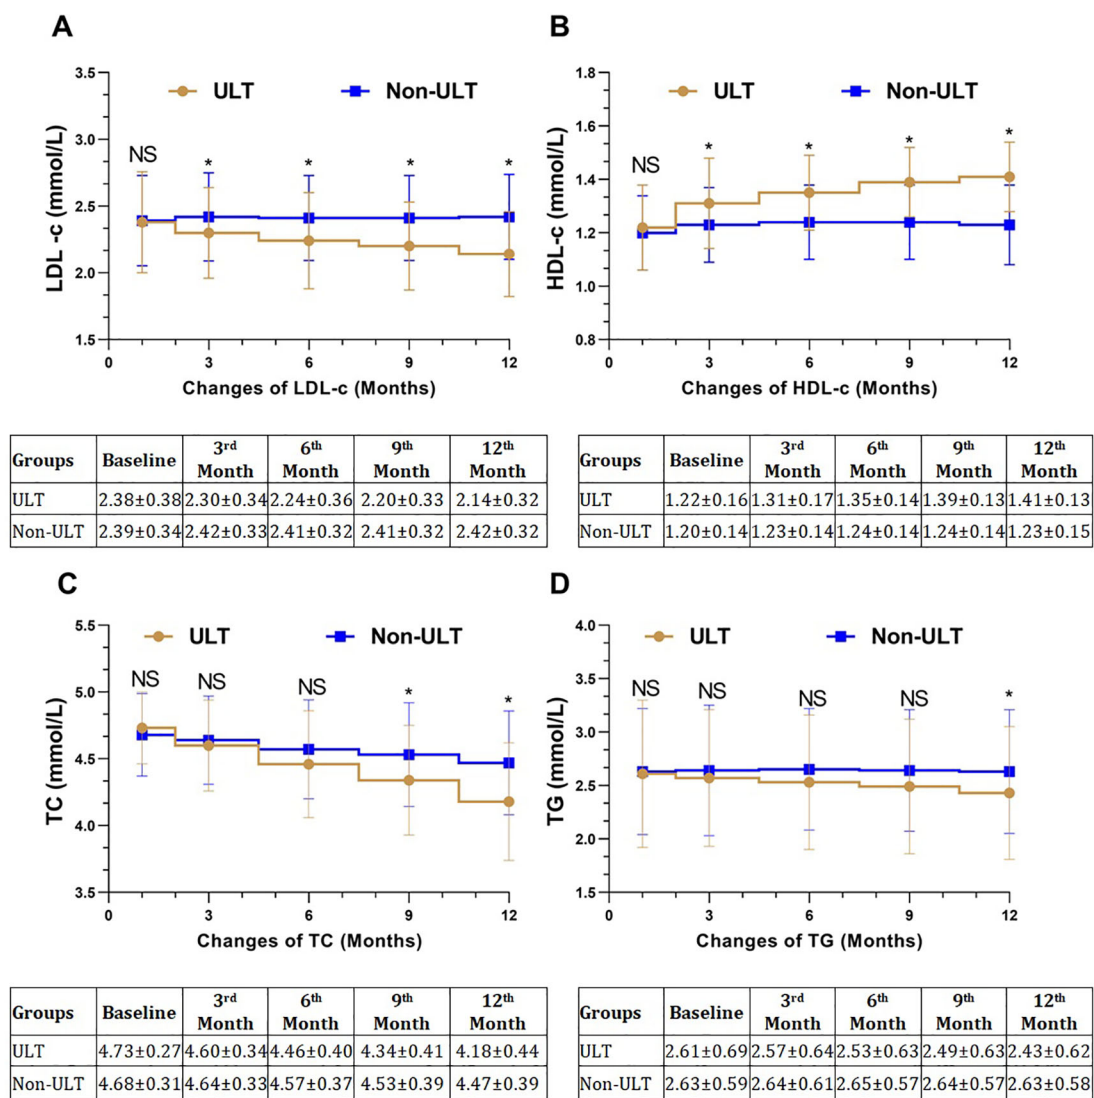 A
B
ULT
Non-ULT
ULT
Non-ULT
LDL -c (mmol/L)
3.5
3.0
2.5
2.0
1.5
NS
*
*
*
*
0
3
6
9
12
Changes of LDL-c (Months)
HDL-c (mmol/L)
1.8
1.6
1.4
1.2
1.0
0.8
NS
*
*
*
*
0
3
6
9
12
Changes of HDL-c (Months)
Groups Baseline 3rd Month 6th Month 9th Month 12th Month
ULT 2.38±0.38 2.30±0.34 2.24±0.36 2.20±0.33 2.14±0.32
Non-ULT 2.39±0.34 2.42±0.33 2.41±0.32 2.41±0.32 2.42±0.32
Groups Baseline 3rd Month 6th Month 9th Month 12th Month
ULT 1.22±0.16 1.31±0.17 1.35±0.14 1.39±0.13 1.41±0.13
Non-ULT 1.20±0.14 1.23±0.14 1.24±0.14 1.24±0.14 1.23±0.15
C
D
ULT
Non-ULT
ULT
Non-ULT
TC (mmol/L)
5.5
5.0
4.5
4.0
3.5
NS
NS
NS
*
*
0
3
6
9
12
Changes of TC (Months)
TG (mmol/L)
4.0
3.5
3.0
2.5
2.0
1.5
NS
NS
NS
NS
*
0
3
6
9
12
Changes of TG (Months)
Groups Baseline 3rd Month 6th Month 9th Month 12th Month
ULT 4.73±0.27 4.60±0.34 4.46±0.40 4.34±0.41 4.18±0.44
Non-ULT 4.68±0.31 4.64±0.33 4.57±0.37 4.53±0.39 4.47±0.39
Groups Baseline 3rd Month 6th Month 9th Month 12th Month
ULT 2.61±0.69 2.57±0.64 2.53±0.63 2.49±0.63 2.43±0.62
Non-ULT 2.63±0.59 2.64±0.61 2.65±0.57 2.64±0.57 2.63±0.58